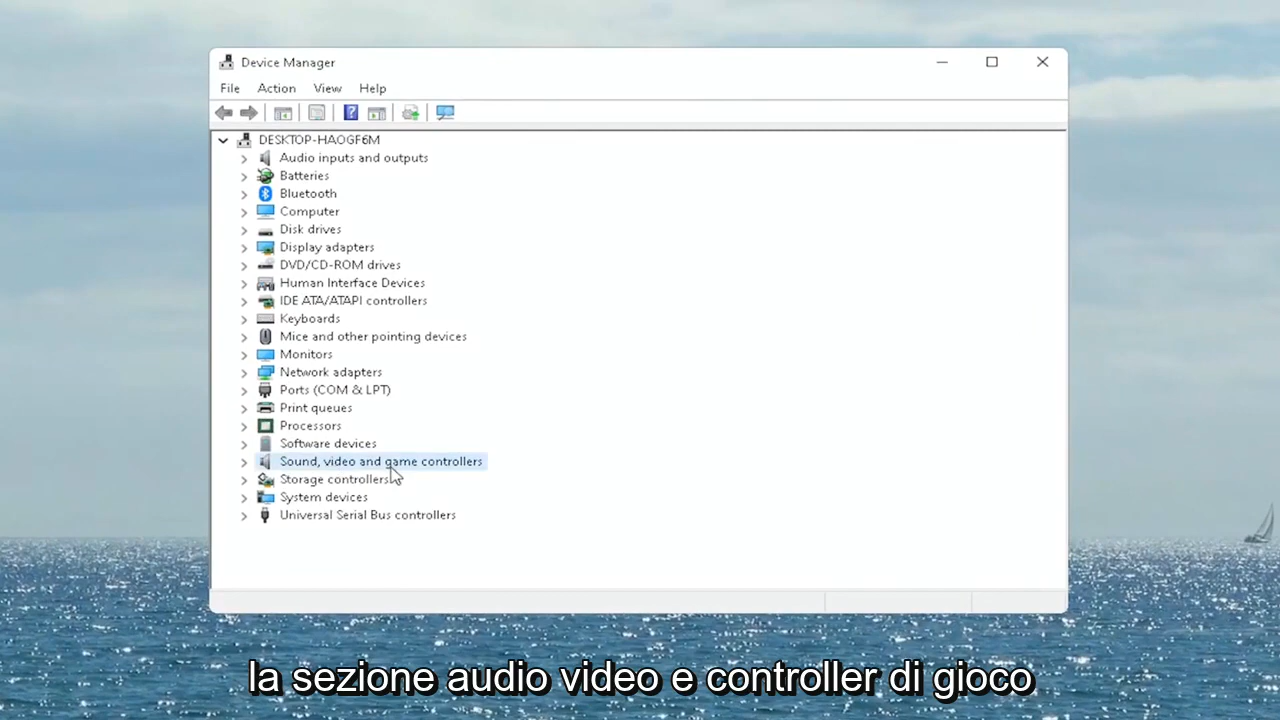 Device Manager
File Action View Help
DESKTOP-HAOGF6M
Audio inputs and outputs
Batteries
Bluetooth
Computer
Disk drives
Display adapters
DVD/CD-ROM drives
Human Interface Devices
IDE ATA/ATAPI controllers
Keyboards
Mice and other pointing devices
Monitors
Network adapters
Ports (COM & LPT)
Print queues
Processors
Software devices
Sound, video and game controllers
Storage controllers
System devices
Universal Serial Bus controllers
la sezione audio video e controller di gioco